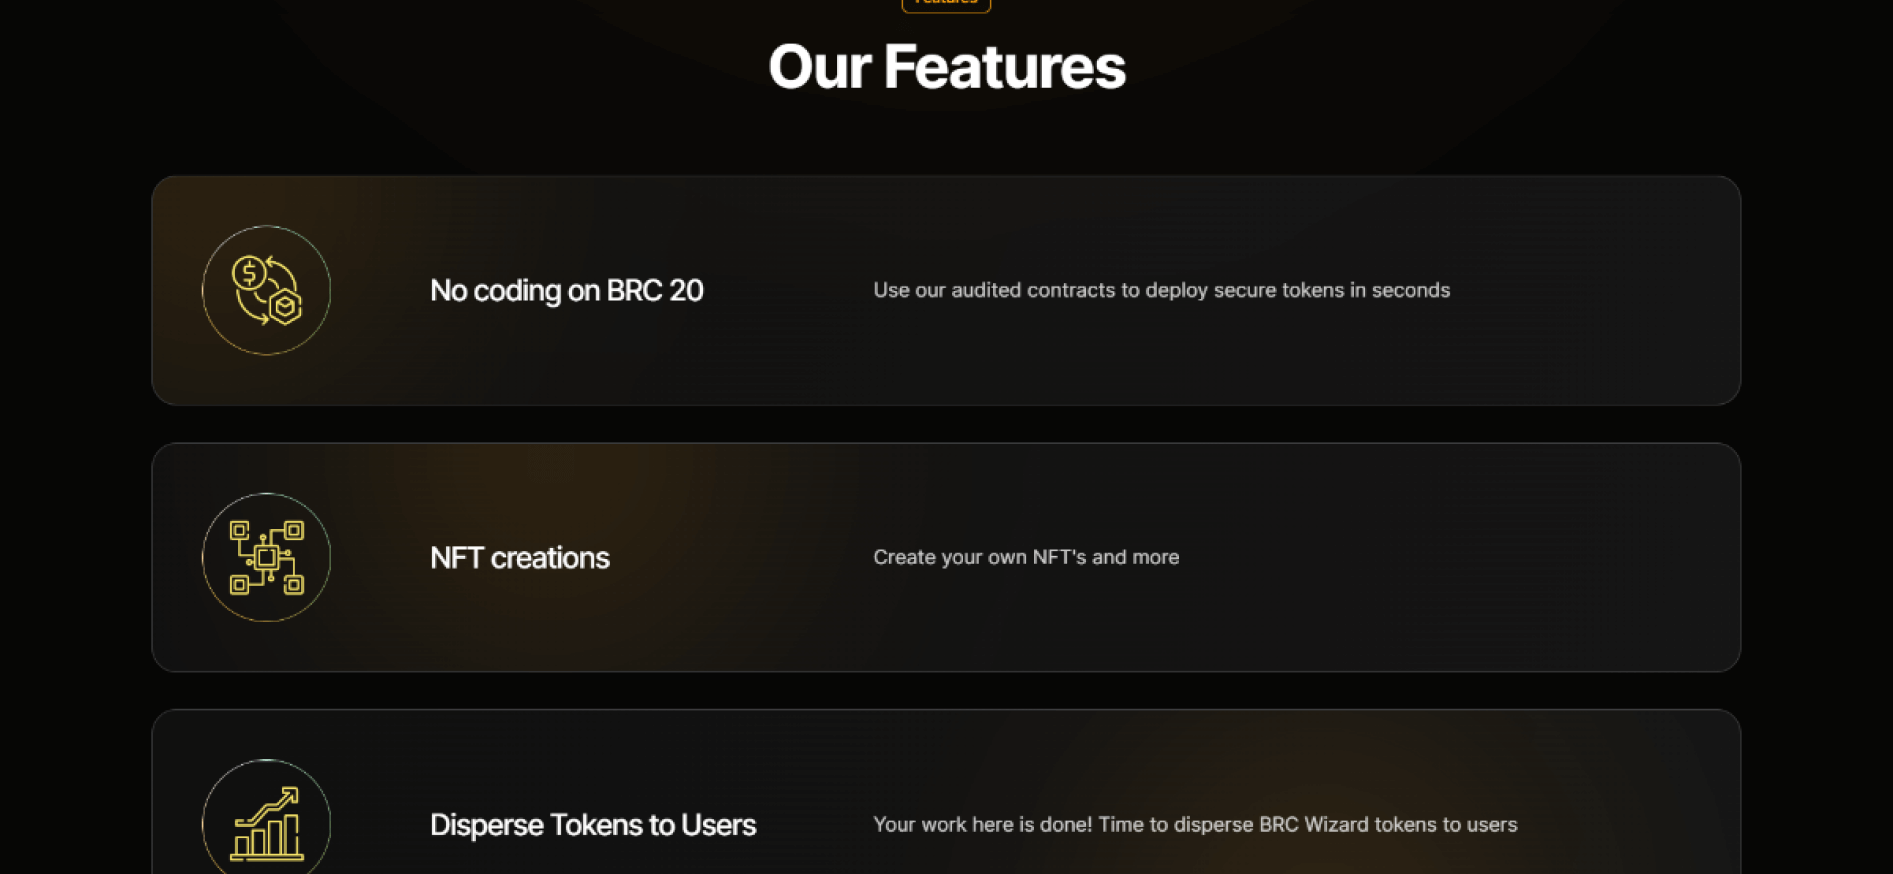 Features
Our Features
No coding on BRC 20
Use our audited contracts to deploy secure tokens in seconds
NFT creations
Create your own NFT's and more
Disperse Tokens to Users
Your work here is done! Time to disperse BRC Wizard tokens to users